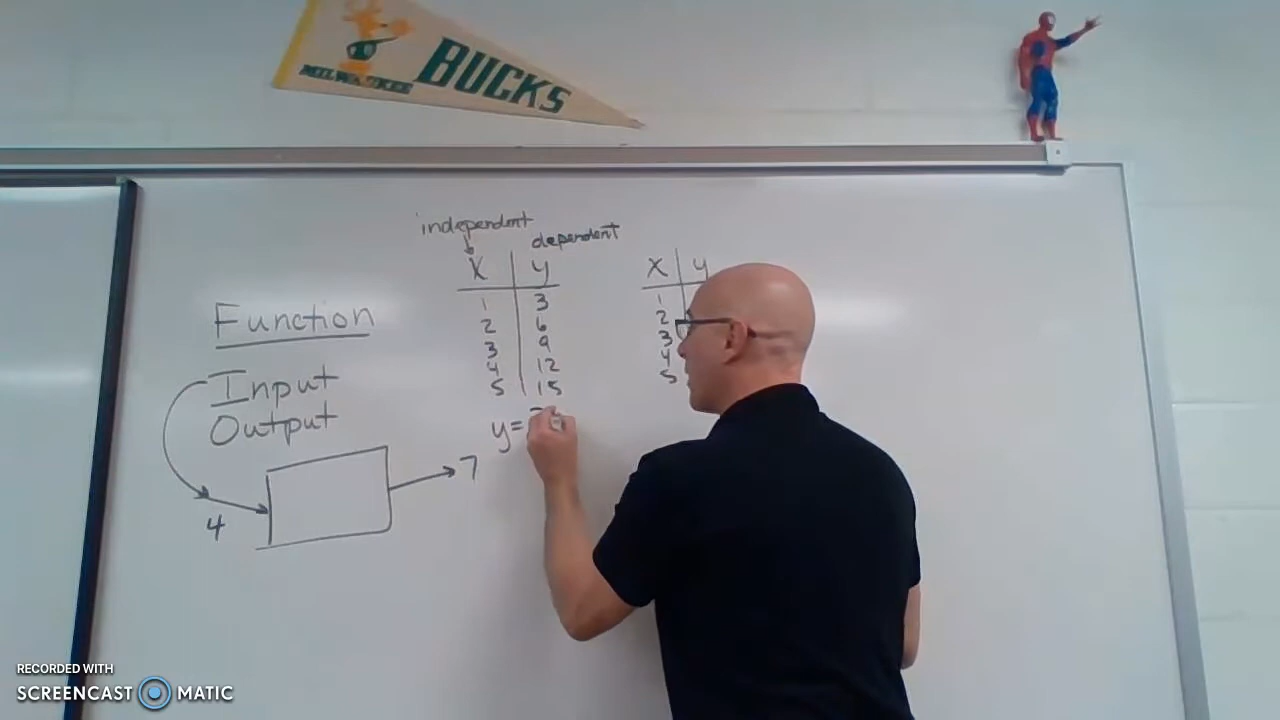 MILWAUKEE
BUCKS
independent
dependent
X y
1 3
2 6
3 9
4 12
5 15
y=
X y
1
2
3
4
5
Function
Input
Output
4
7
RECORDED WITH
SCREENCAST MATIC